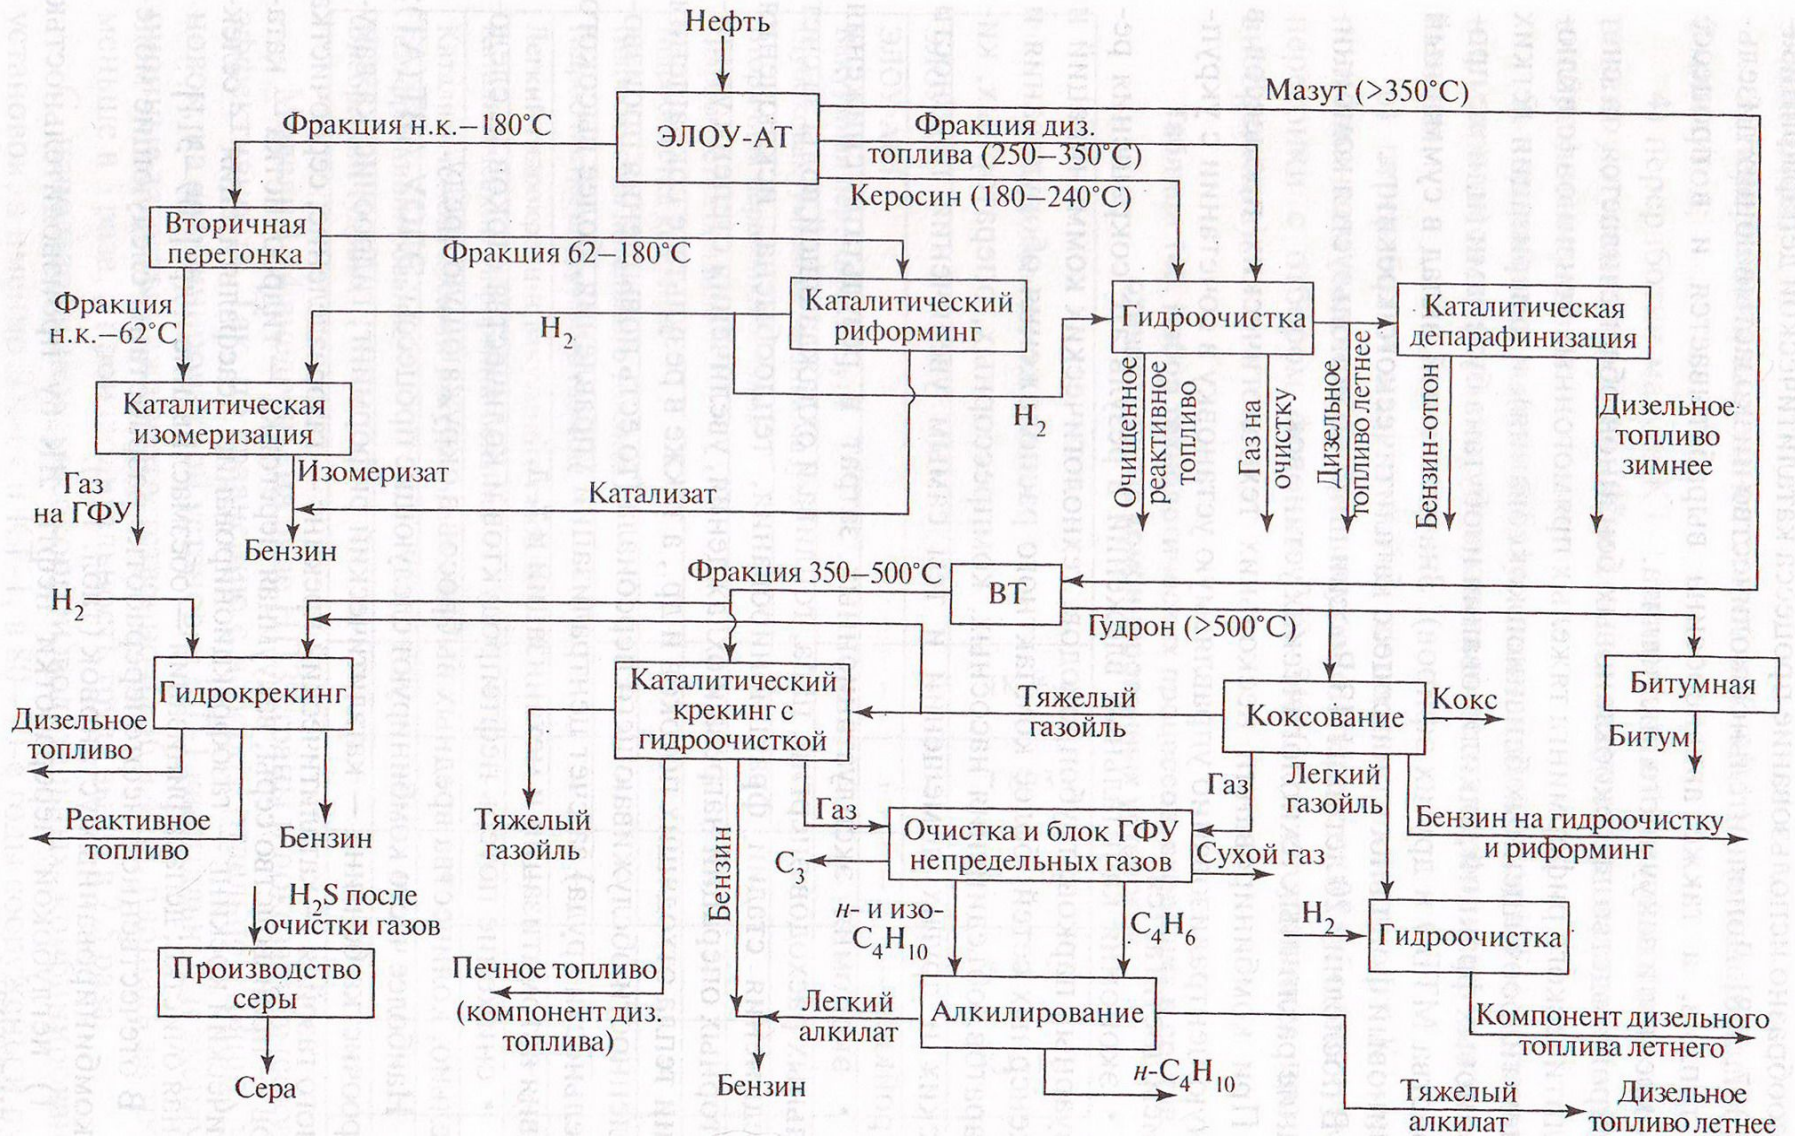 Нефть
Мазут (>350°C)
Фракция н.к.–180°C
ЭЛОУ-АТ
Фракция диз.
топлива (250–350°C)
Керосин (180–240°C)
Вторичная
перегонка
Фракция 62–180°C
Фракция
н.к.–62°C
H2
Каталитический
риформинг
Гидроочистка
Каталитическая
депарафинизация
Каталитическая
изомеризация
H2
Очищенное
реактивное
топливо
Газ на
очистку
Дизельное
топливо летнее
Бензин-отгон
Дизельное
топливо
зимнее
Газ
на ГФУ
Изомеризат
Катализат
Бензин
Фракция 350–500°C
ВТ
H2
Гудрон (>500°C)
Гидрокрекинг
Каталитический
крекинг с
гидроочисткой
Тяжелый
газойль
Коксование
Кокс
Битумная
Битум
Дизельное
топливо
Реактивное
топливо
Бензин
Тяжелый
газойль
Бензин
Газ
Очистка и блок ГФУ
непредельных газов
Газ
Легкий
газойль
Бензин на гидроочистку
и риформинг
C3
Сухой газ
H2S после
очистки газов
н- и изо-
C4H10
C4H6
H2
Гидроочистка
Производство
серы
Печное топливо
(компонент диз.
топлива)
Легкий
алкилат
Алкилирование
Компонент дизельного
топлива летнего
Сера
Бензин
н-C4H10
Тяжелый
алкилат
Дизельное
топливо летнее